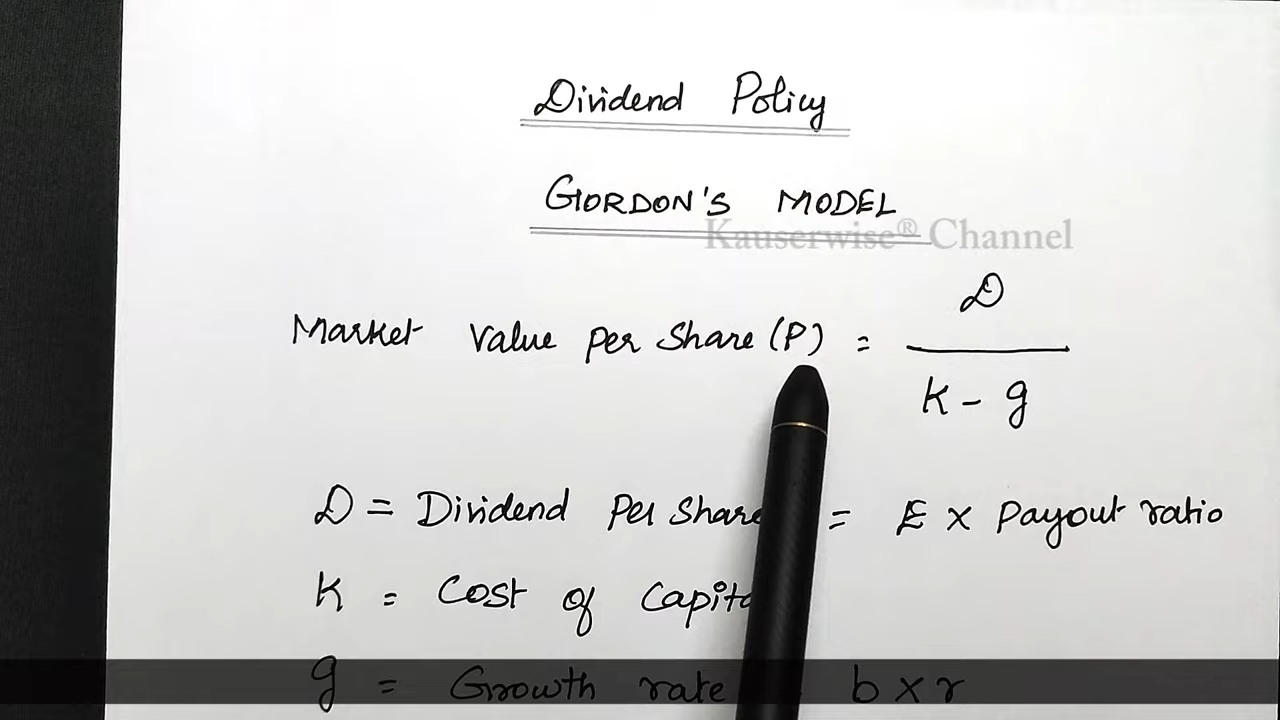 Dividend Policy
GORDON'S MODEL
Kauserwise® Channel
Market Value Per Share (P) = D / K - g
D = Dividend Per Share = E x Payout ratio
K = Cost of Capita
g = Growth rate b x r